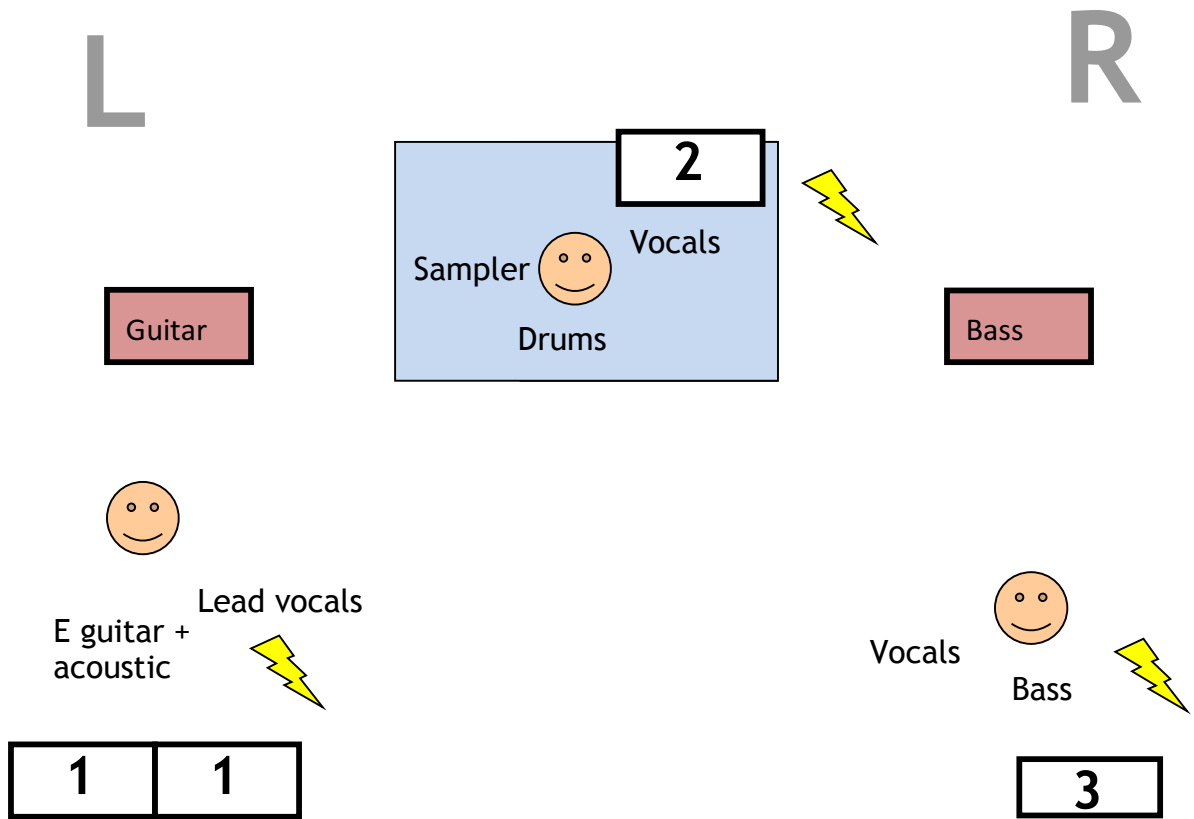 L
R
2
Vocals
Sampler
Guitar
Drums
Bass
Lead vocals
E guitar +
acoustic
Vocals
Bass
1
1
3